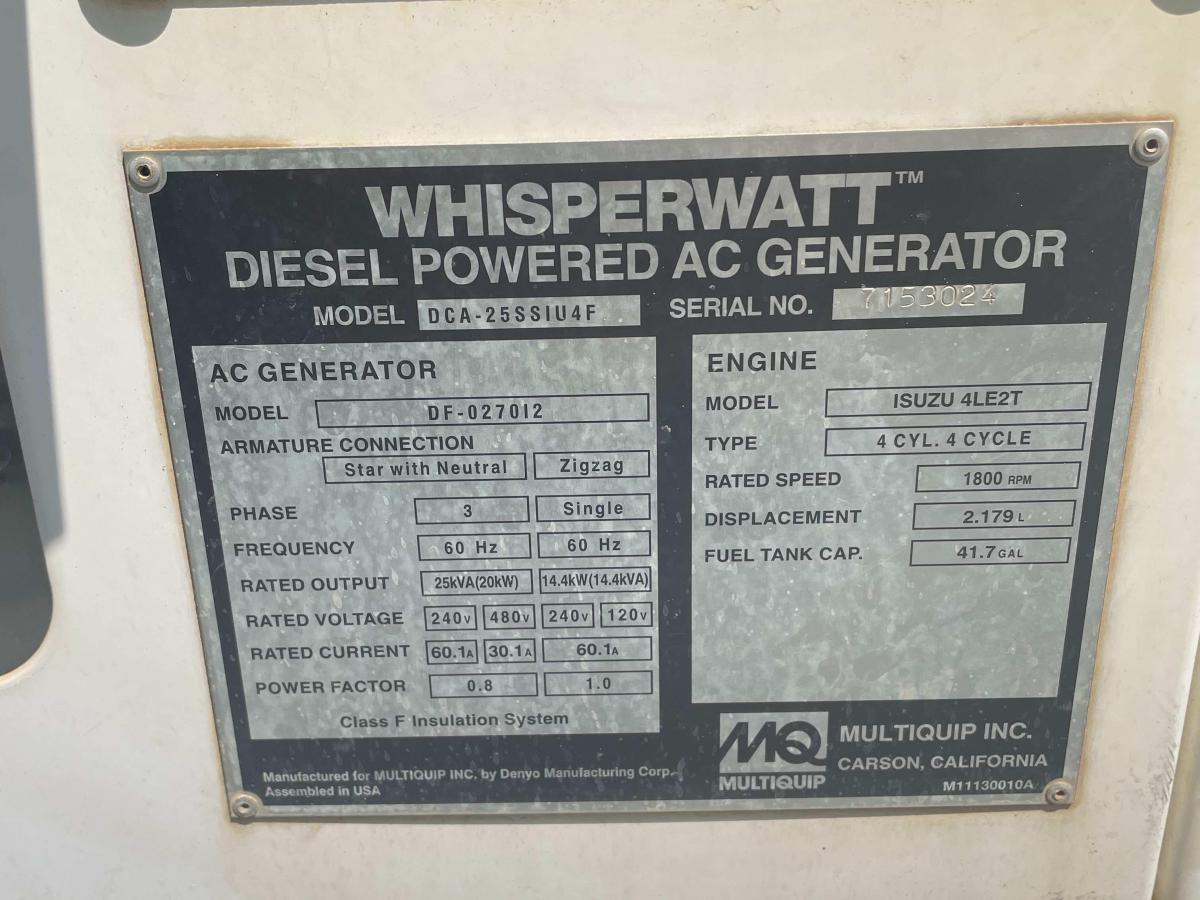 WHISPERWATT™
DIESEL POWERED AC GENERATOR
MODEL DCA-25SSIU4F SERIAL NO. 7153024
AC GENERATOR
MODEL DF-0270I2
ARMATURE CONNECTION
Star with Neutral Zigzag
PHASE 3 Single
FREQUENCY 60 Hz 60 Hz
RATED OUTPUT 25kVA(20kW) 14.4kW(14.4kVA)
RATED VOLTAGE 240V 480V 240V 120V
RATED CURRENT 60.1A 30.1A 60.1A
POWER FACTOR 0.8 1.0
Class F Insulation System
ENGINE
MODEL ISUZU 4LE2T
TYPE 4 CYL. 4 CYCLE
RATED SPEED 1800 RPM
DISPLACEMENT 2.179 L
FUEL TANK CAP. 41.7 GAL
Manufactured for MULTIQUIP INC. by Denyo Manufacturing Corp.
Assembled in USA
MQ
MULTIQUIP
MULTIQUIP INC.
CARSON, CALIFORNIA
M11130010A